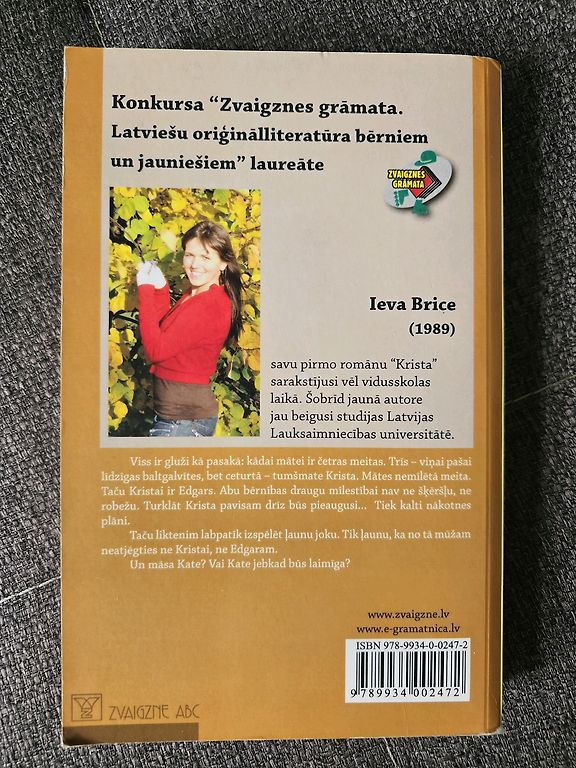 Konkursa “Zvaigznes grāmata.
Latviešu oriģinālliteratūra bērniem
un jauniešiem” laureāte
ZVAIGZNES
GRĀMATA
Ieva Brice
(1989)
savu pirmo romānu “Krista”
sarakstījusi vēl vidusskolas
laikā. Šobrīd jaunā autore
jau beigusi studijas Latvijas
Lauksaimniecības universitātē.
Viss ir gluži kā pasakā: kādai mātei ir četras meitas. Trīs – viņai pašai
līdzīgas baltgalvītes, bet ceturtā – tumšmate Krista. Mātes nemīlētā meita.
Taču Kristai ir Edgars. Abu bērnības draugu mīlestībai nav ne šķēršļu, ne
robežu. Turklāt Krista pavisam drīz būs pieaugusi... Tiek kalti nākotnes
plāni.
Taču liktenim labpatīk izspēlēt ļaunu joku. Tik ļaunu, ka no tā mūžam
neatjēgties ne Kristai, ne Edgaram.
Un māsa Kate? Vai Kate jebkad būs laimīga?
www.zvaigzne.lv
www.e-gramatnica.lv
ISBN 978-9934-0-0247-2
9 789934 002472
ZVAIGZNE ABC